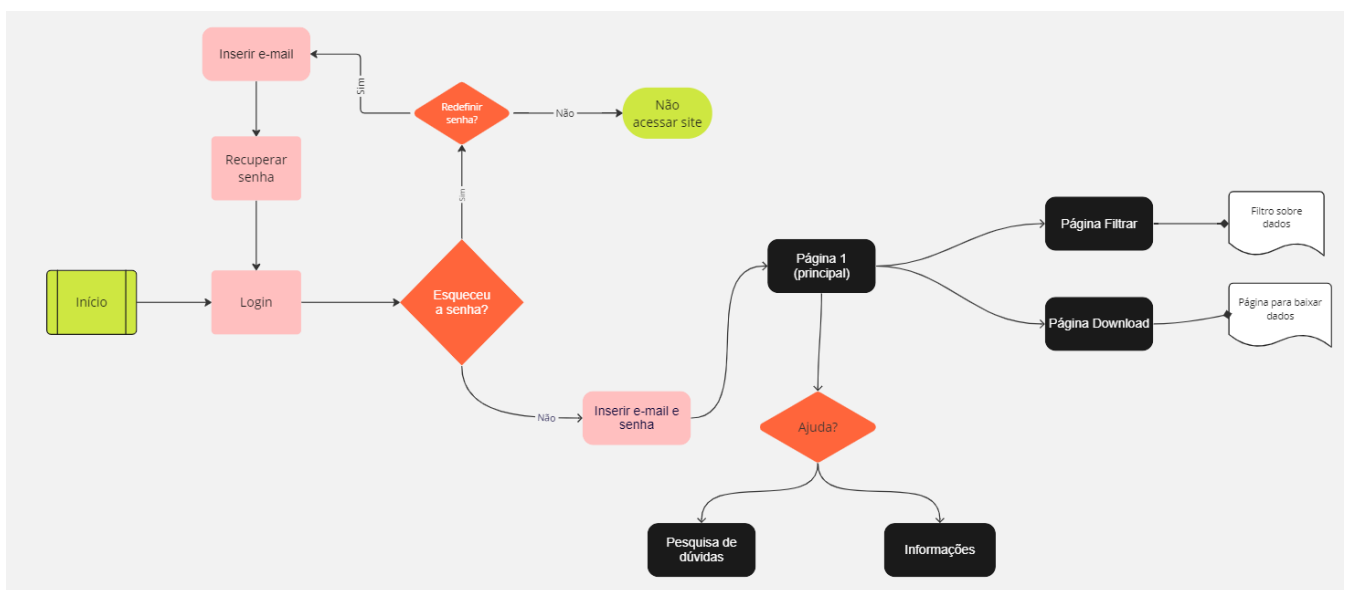 Inserir e-mail
Sim
Redefinir
senha?
Não
Não
acessar site
Recuperar
senha
Sim
Início
Login
Esqueceu
a senha?
Não
Inserir e-mail e
senha
Página 1
(principal)
Página Filtrar
Filtro sobre
dados
Página Download
Página para baixar
dados
Ajuda?
Pesquisa de
dúvidas
Informações